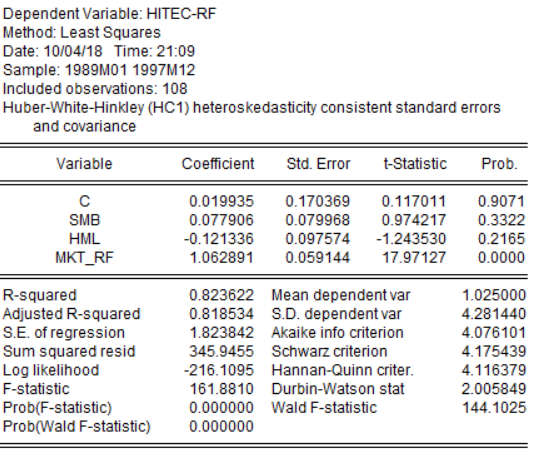 Dependent Variable: HITEC-RF
Method: Least Squares
Date: 10/04/18 Time: 21:09
Sample: 1989M01 1997M12
Included observations: 108
Huber-White-Hinkley (HC1) heteroskedasticity consistent standard errors
and covariance
Variable Coefficient Std. Error t-Statistic Prob.
C 0.019935 0.170369 0.117011 0.9071
SMB 0.077906 0.079968 0.974217 0.3322
HML -0.121336 0.097574 -1.243530 0.2165
MKT_RF 1.062891 0.059144 17.97127 0.0000
R-squared 0.823622 Mean dependent var 1.025000
Adjusted R-squared 0.818534 S.D. dependent var 4.281440
S.E. of regression 1.823842 Akaike info criterion 4.076101
Sum squared resid 345.9455 Schwarz criterion 4.175439
Log likelihood -216.1095 Hannan-Quinn criter. 4.116379
F-statistic 161.8810 Durbin-Watson stat 2.005849
Prob(F-statistic) 0.000000 Wald F-statistic 144.1025
Prob(Wald F-statistic) 0.000000